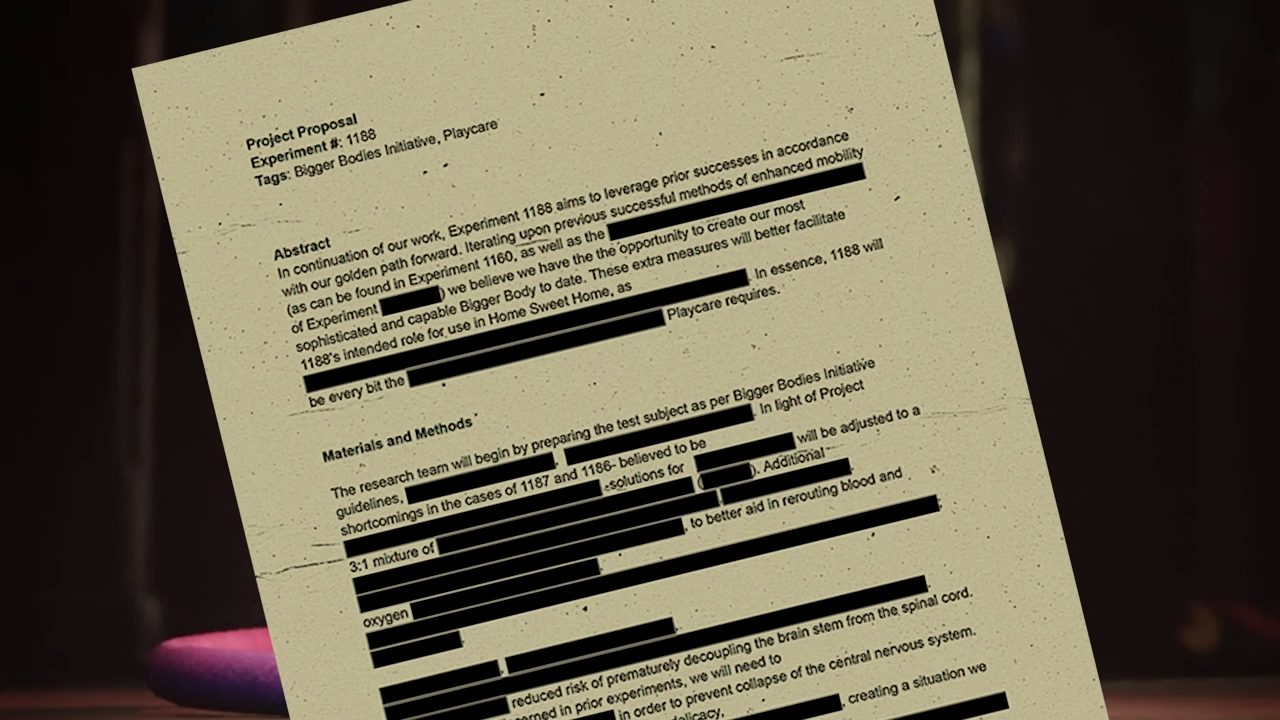 Project Proposal
Experiment #: 1188
Tags: Bigger Bodies Initiative, Playcare
Abstract
In continuation of our work, Experiment 1188 aims to leverage prior successes in accordance
with our golden path forward. Iterating upon previous successful methods of enhanced mobility
(as can be found in Experiment 1160, as well as the
of Experiment ) we believe we have the the opportunity to create our most
sophisticated and capable Bigger Body to date. These extra measures will better facilitate
1188's intended role for use in Home Sweet Home, as
. In essence, 1188 will
be every bit the Playcare requires.
Materials and Methods
The research team will begin by preparing the test subject as per Bigger Bodies Initiative
guidelines, , . In light of Project
shortcomings in the cases of 1187 and 1186- believed to be
-solutions for will be adjusted to a
3:1 mixture of ( ). Additional
, to better aid in rerouting blood and
oxygen
reduced risk of prematurely decoupling the brain stem from the spinal cord.
in prior experiments, we will need to
in order to prevent collapse of the central nervous system.
, creating a situation we